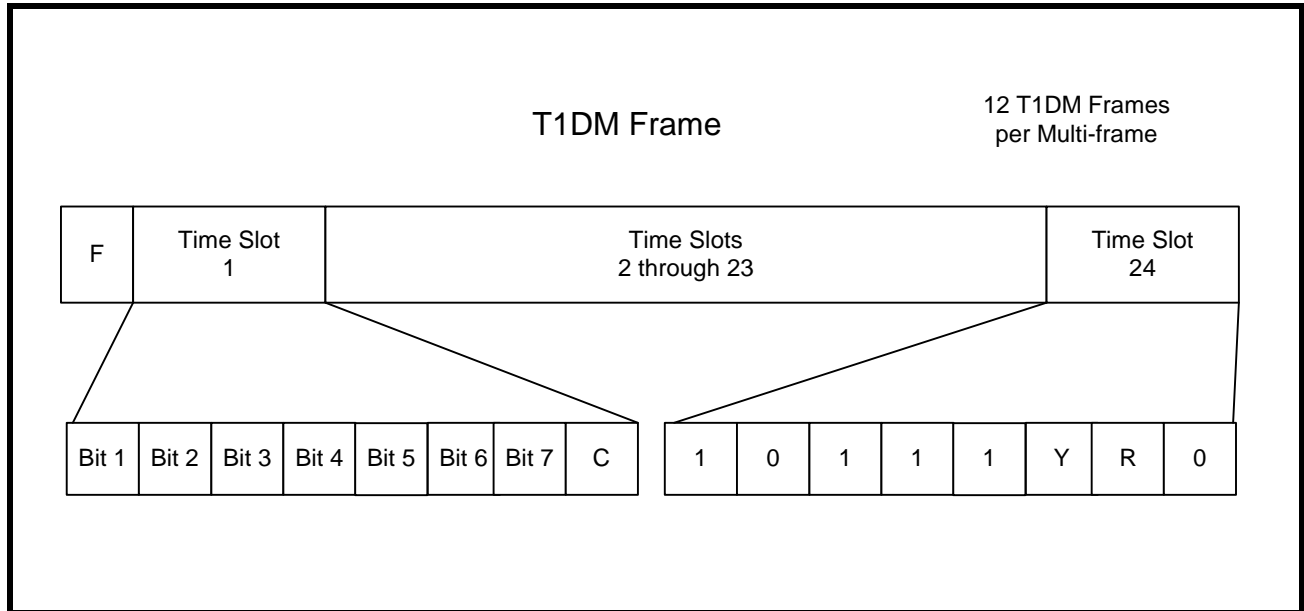 T1DM Frame
12 T1DM Frames
per Multi-frame
F
Time Slot
1
Time Slots
2 through 23
Time Slot
24
Bit 1 Bit 2 Bit 3 Bit 4 Bit 5 Bit 6 Bit 7 C
1 0 1 1 1 Y R 0